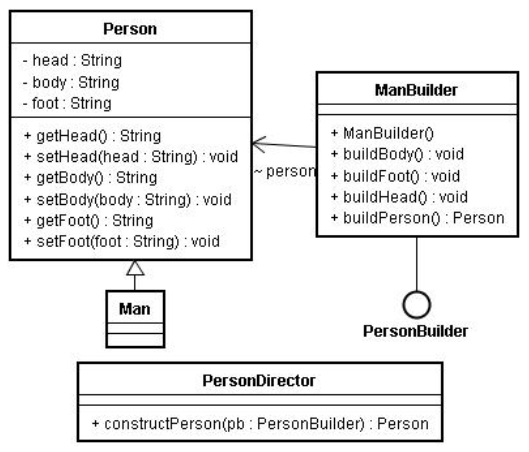 Person
- head : String
- body : String
- foot : String
+ getHead() : String
+ setHead(head : String) : void
+ getBody() : String
+ setBody(body : String) : void
+ getFoot() : String
+ setFoot(foot : String) : void
~ person
ManBuilder
+ ManBuilder()
+ buildBody() : void
+ buildFoot() : void
+ buildHead() : void
+ buildPerson() : Person
Man
PersonBuilder
PersonDirector
+ constructPerson(pb : PersonBuilder) : Person